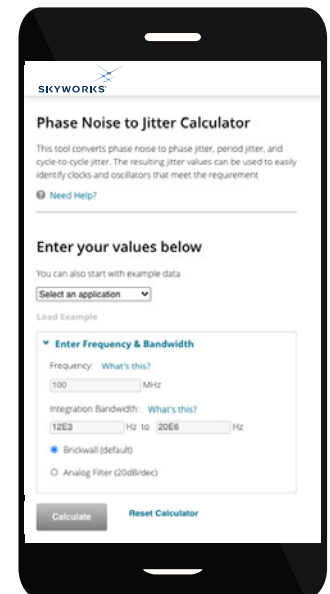 SKYWORKS
Phase Noise to Jitter Calculator
This tool converts phase noise to phase jitter, period jitter, and
cycle-to-cycle jitter. The resulting jitter values can be used to easily
identify clocks and oscillators that meet the requirement.
Need Help?
Enter your values below
You can also start with example data
Select an application
Load Example
Enter Frequency & Bandwidth
Frequency: What's this?
100 MHz
Integration Bandwidth: What's this?
12E3 Hz to 20E6 Hz
Brickwall (default)
Analog Filter (20dB/dec)
Calculate Reset Calculator